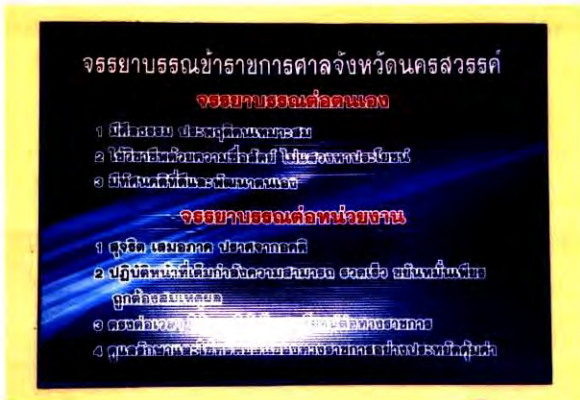 จรรยาบรรณข้าราชการศาลจังหวัดนครสวรรค์
จรรยาบรรณต่อตนเอง
1 มีศีลธรรม ประพฤติตนเหมาะสม
2 ใช้วิชาชีพด้วยความซื่อสัตย์ ไม่แสวงหาประโยชน์
3 มีทัศนคติที่ดีและพัฒนาตนเอง
จรรยาบรรณต่อหน่วยงาน
1 สุจริต เสมอภาค ปราศจากอคติ
2 ปฏิบัติหน้าที่เต็มกำลังความสามารถ รวดเร็ว ขยันหมั่นเพียร
ถูกต้องสมเหตุผล
3 ตรงต่อเวลา ทางราชการ
4 ดูแลรักษาและใช้ ของทางราชการอย่างประหยัดคุ้มค่า